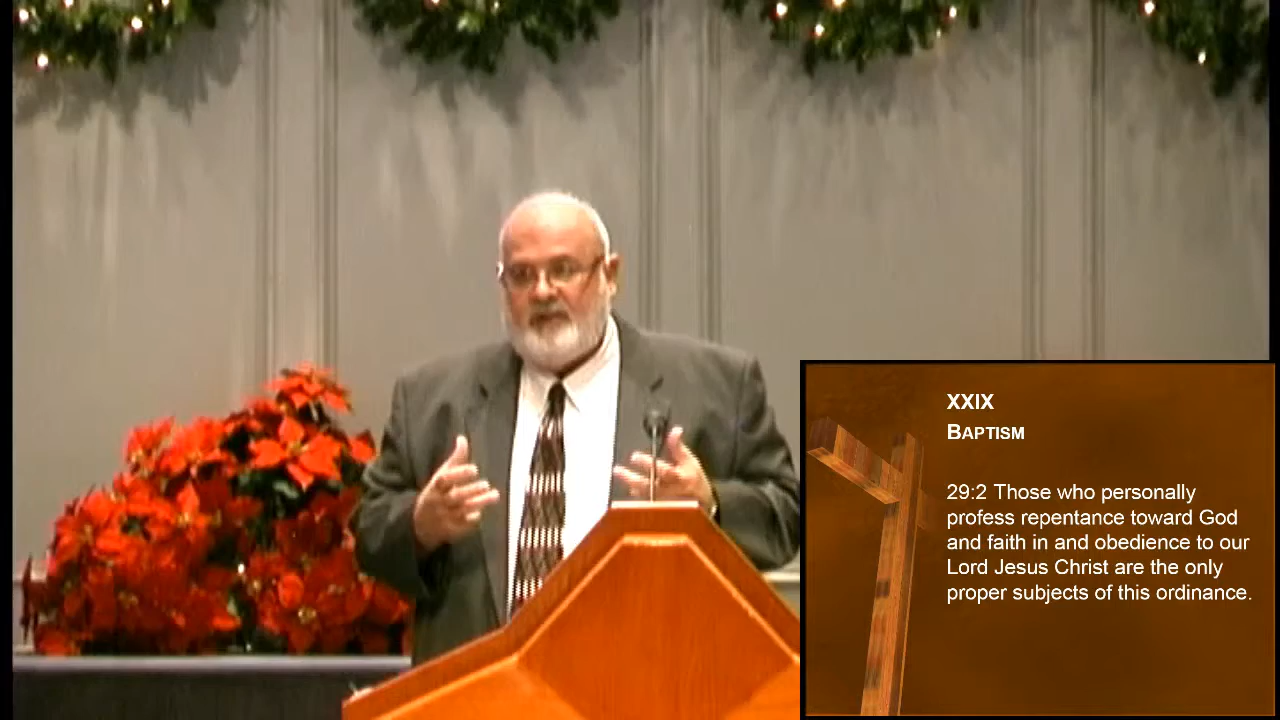 XXIX
BAPTISM
29:2 Those who personally
profess repentance toward God
and faith in and obedience to our
Lord Jesus Christ are the only
proper subjects of this ordinance.